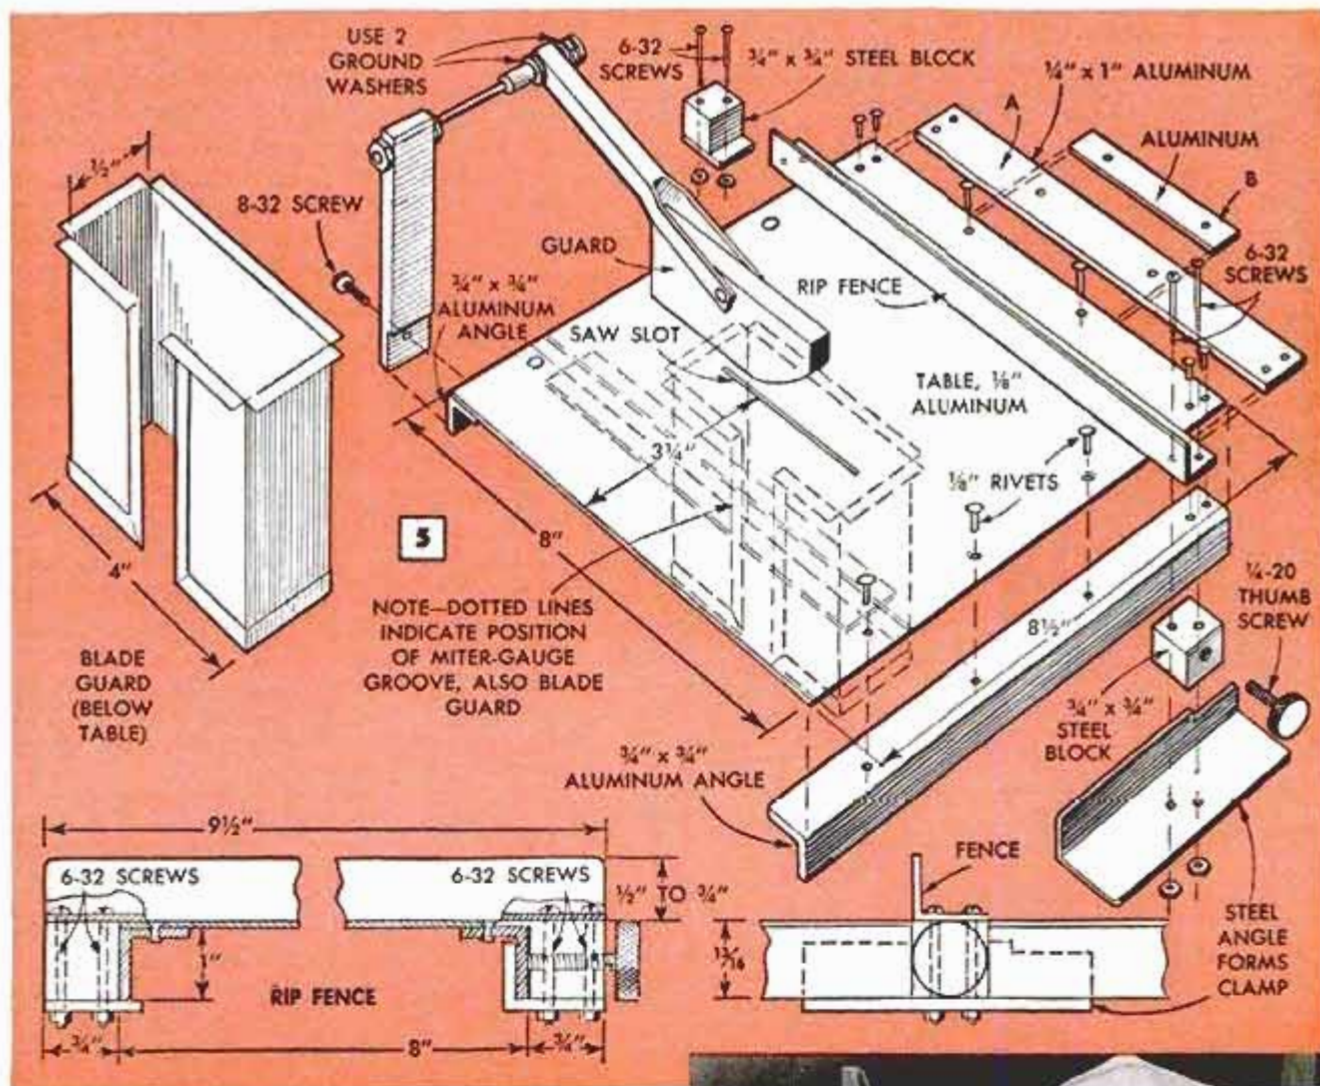 USE 2
GROUND
WASHERS
6-32
SCREWS
¾" x ¾" STEEL BLOCK
¼" x 1" ALUMINUM
A
ALUMINUM
B
½"
8-32 SCREW
¾" x ¾"
ALUMINUM
ANGLE
GUARD
RIP FENCE
6-32
SCREWS
SAW SLOT
TABLE, ⅛"
ALUMINUM
3¼"
⅛" RIVETS
5
8"
4"
NOTE—DOTTED LINES
INDICATE POSITION
OF MITER-GAUGE
GROOVE, ALSO BLADE
GUARD
BLADE
GUARD
(BELOW
TABLE)
8½"
¼-20
THUMB
SCREW
¾" x ¾"
STEEL
BLOCK
¾" x ¾"
ALUMINUM ANGLE
9½"
6-32 SCREWS
6-32 SCREWS
½" TO ¾"
1"
RIP FENCE
¾"
8"
¾"
FENCE
STEEL
ANGLE
FORMS
CLAMP